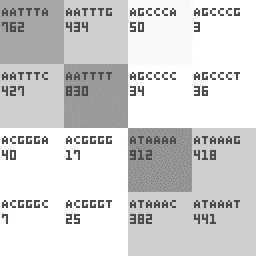 AATTTA AATTTG AGCCCA AGCCCG
762 434 50 3
AATTTC AATTTT AGCCCC AGCCCT
427 830 34 36
ACGGGA ACGGGG ATAAAA ATAAAG
40 17 912 418
ACGGGC ACGGGT ATAAAC ATAAAT
7 25 382 441